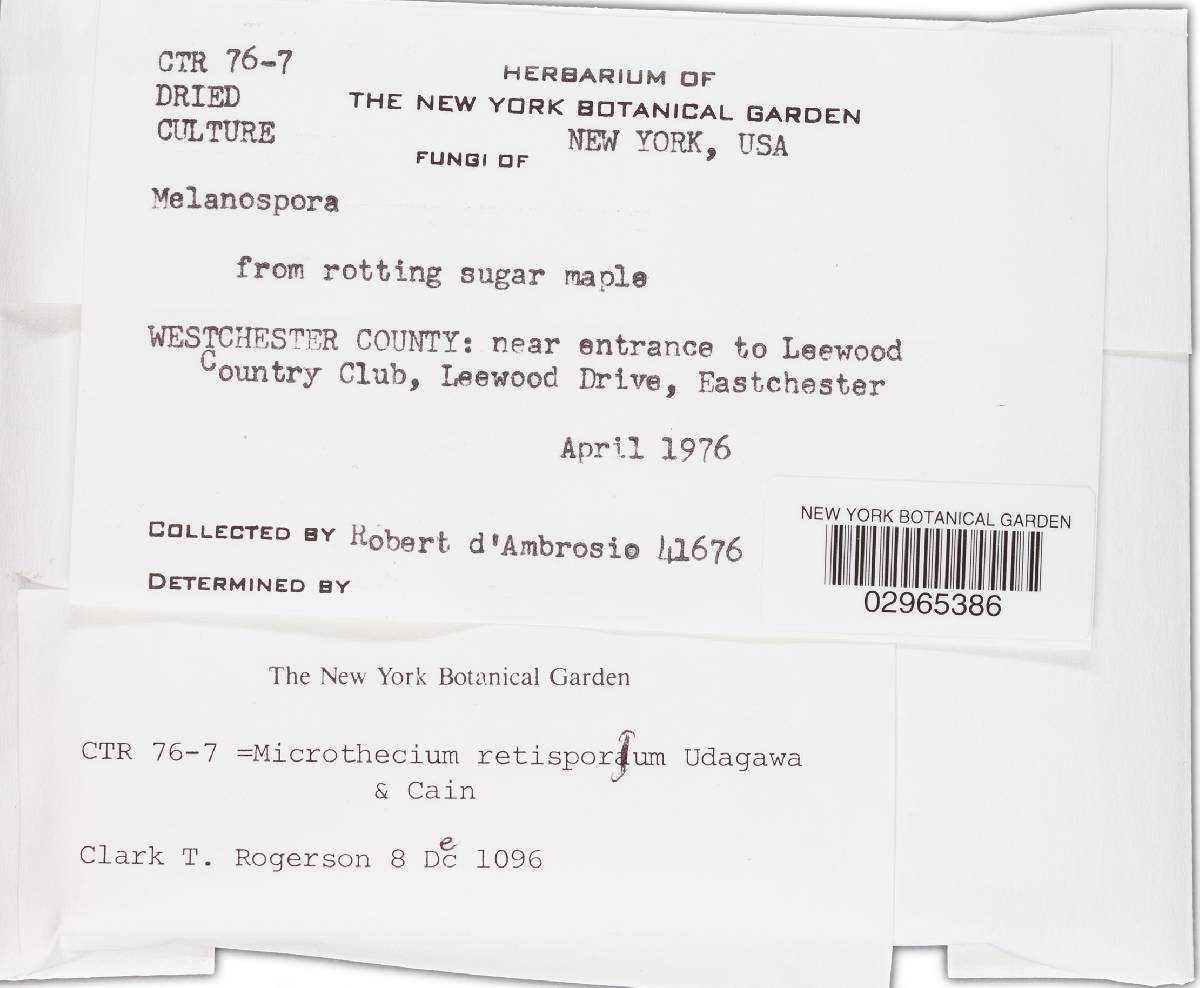 CTR 76-7
DRIED
CULTURE
HERBARIUM OF
THE NEW YORK BOTANICAL GARDEN
NEW YORK, USA
FUNGI OF
Melanospora
from rotting sugar maple
WESTCHESTER COUNTY: near entrance to Leewood
Country Club, Leewood Drive, Eastchester
April 1976
COLLECTED BY Robert d'Ambrosio 41676
DETERMINED BY
NEW YORK BOTANICAL GARDEN
02965386
The New York Botanical Garden
CTR 76-7 =Microthecium retisporum Udagawa
& Cain
Clark T. Rogerson 8 Dec 1096